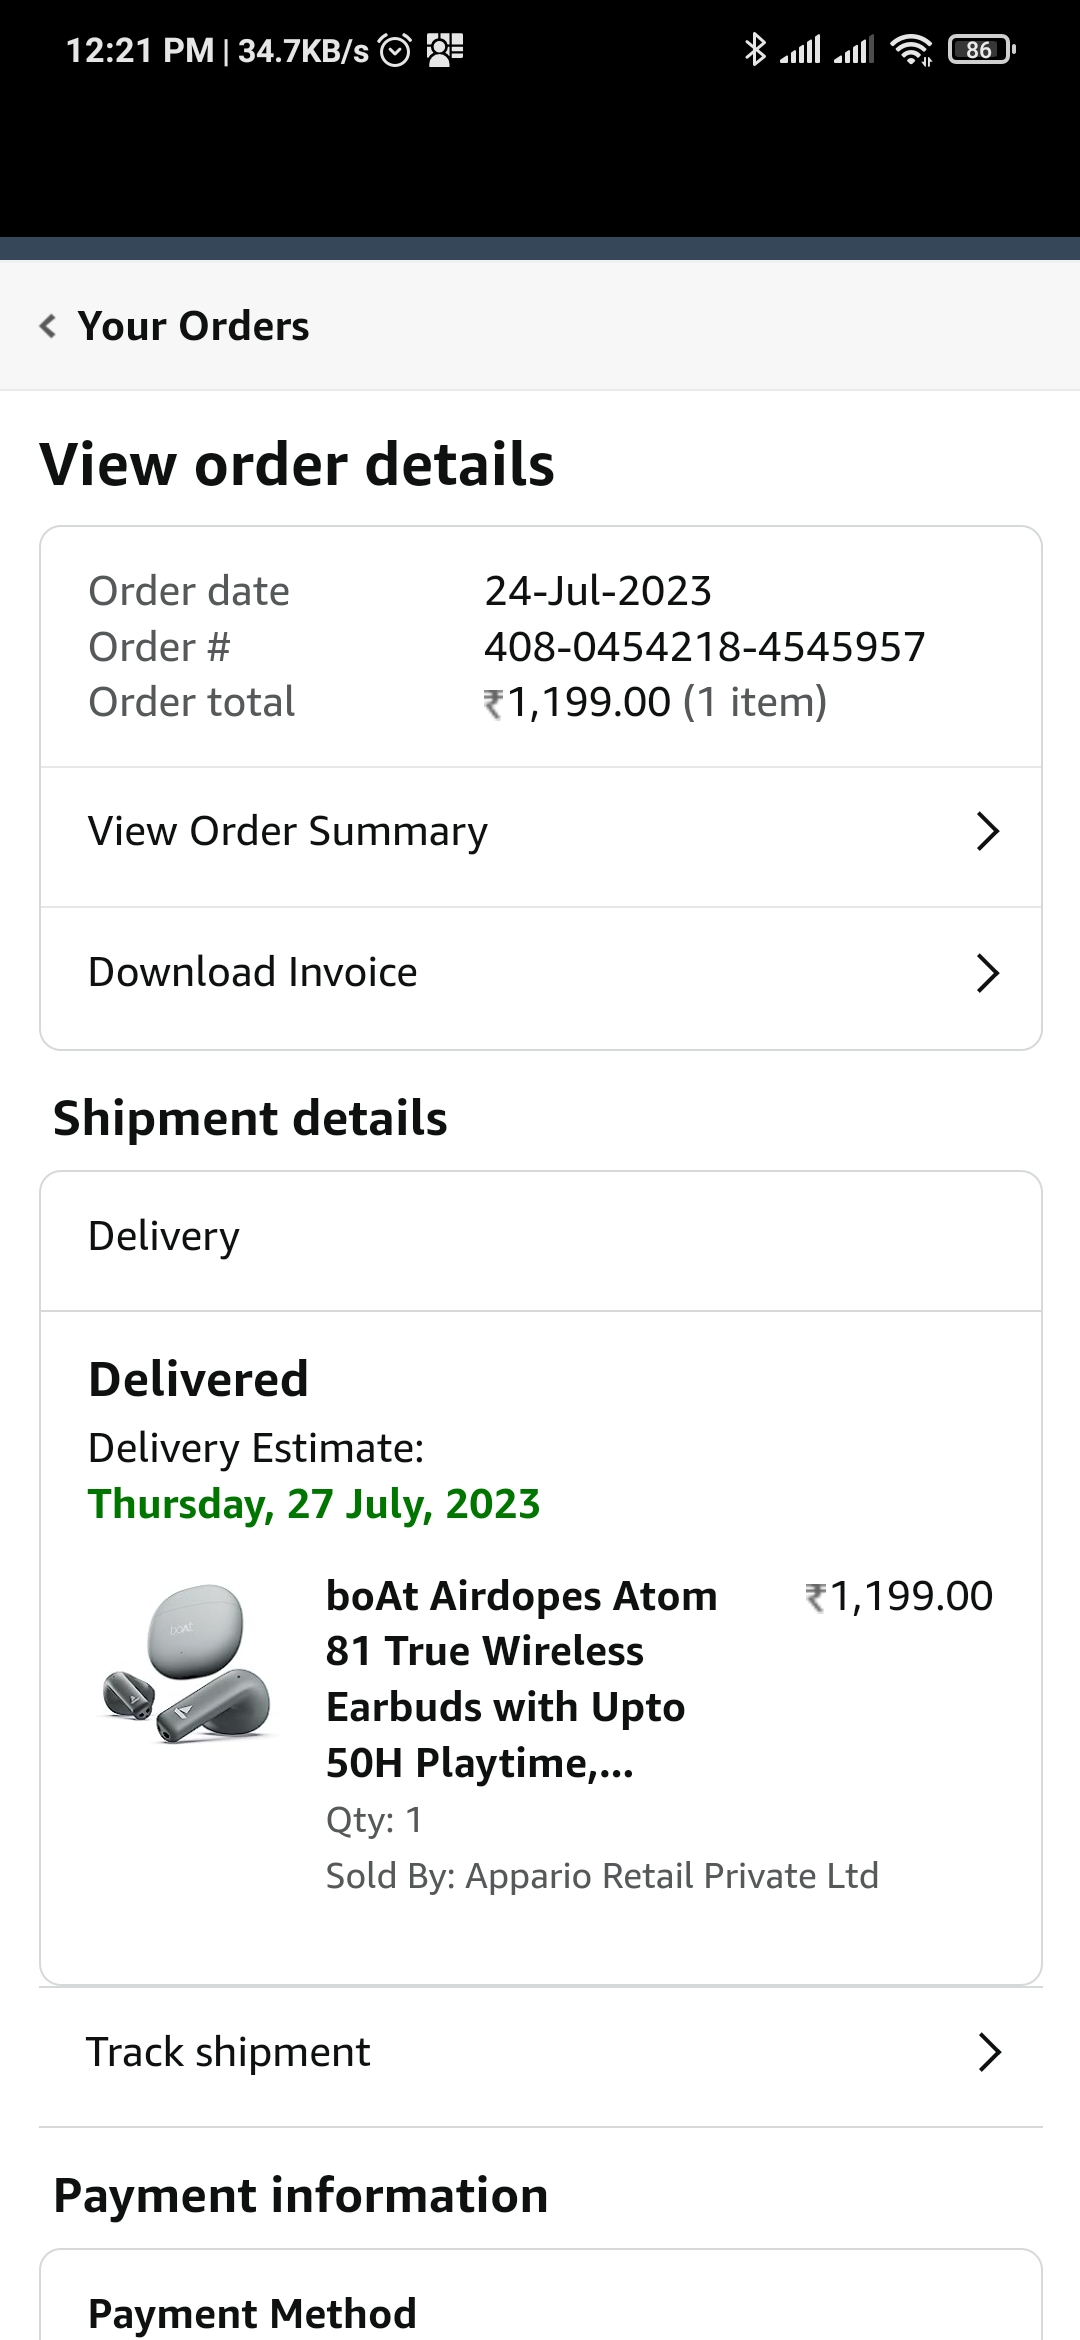 12:21 PM | 34.7KB/s
86
Your Orders
View order details
Order date 24-Jul-2023
Order # 408-0454218-4545957
Order total ₹1,199.00 (1 item)
View Order Summary
Download Invoice
Shipment details
Delivery
Delivered
Delivery Estimate:
Thursday, 27 July, 2023
boAt
boAt Airdopes Atom ₹1,199.00
81 True Wireless
Earbuds with Upto
50H Playtime,...
Qty: 1
Sold By: Appario Retail Private Ltd
Track shipment
Payment information
Payment Method